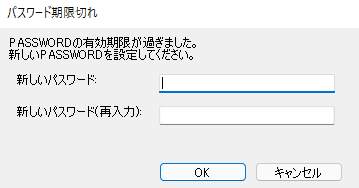 パスワード期限切れ
PASSWORDの有効期限が過ぎました。
新しいPASSWORDを設定してください。
新しいパスワード:
新しいパスワード(再入力):
OK
キャンセル